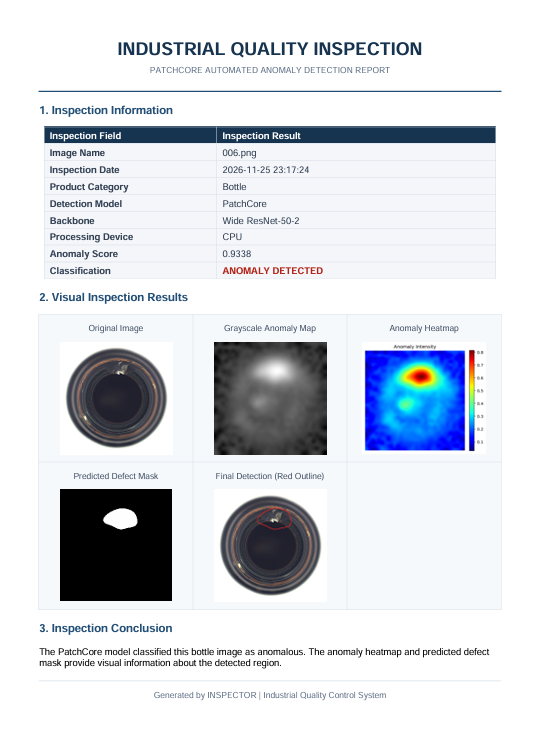 INDUSTRIAL QUALITY INSPECTION
PATCHCORE AUTOMATED ANOMALY DETECTION REPORT
1. Inspection Information
Inspection Field Inspection Result
Image Name 006.png
Inspection Date 2026-11-25 23:17:24
Product Category Bottle
Detection Model PatchCore
Backbone Wide ResNet-50-2
Processing Device CPU
Anomaly Score 0.9338
Classification ANOMALY DETECTED
2. Visual Inspection Results
Original Image Grayscale Anomaly Map Anomaly Heatmap
Anomaly Intensity
0.8
0.7
0.6
0.5
0.4
0.3
0.2
0.1
Predicted Defect Mask Final Detection (Red Outline)
3. Inspection Conclusion
The PatchCore model classified this bottle image as anomalous. The anomaly heatmap and predicted defect
mask provide visual information about the detected region.
Generated by INSPECTOR | Industrial Quality Control System